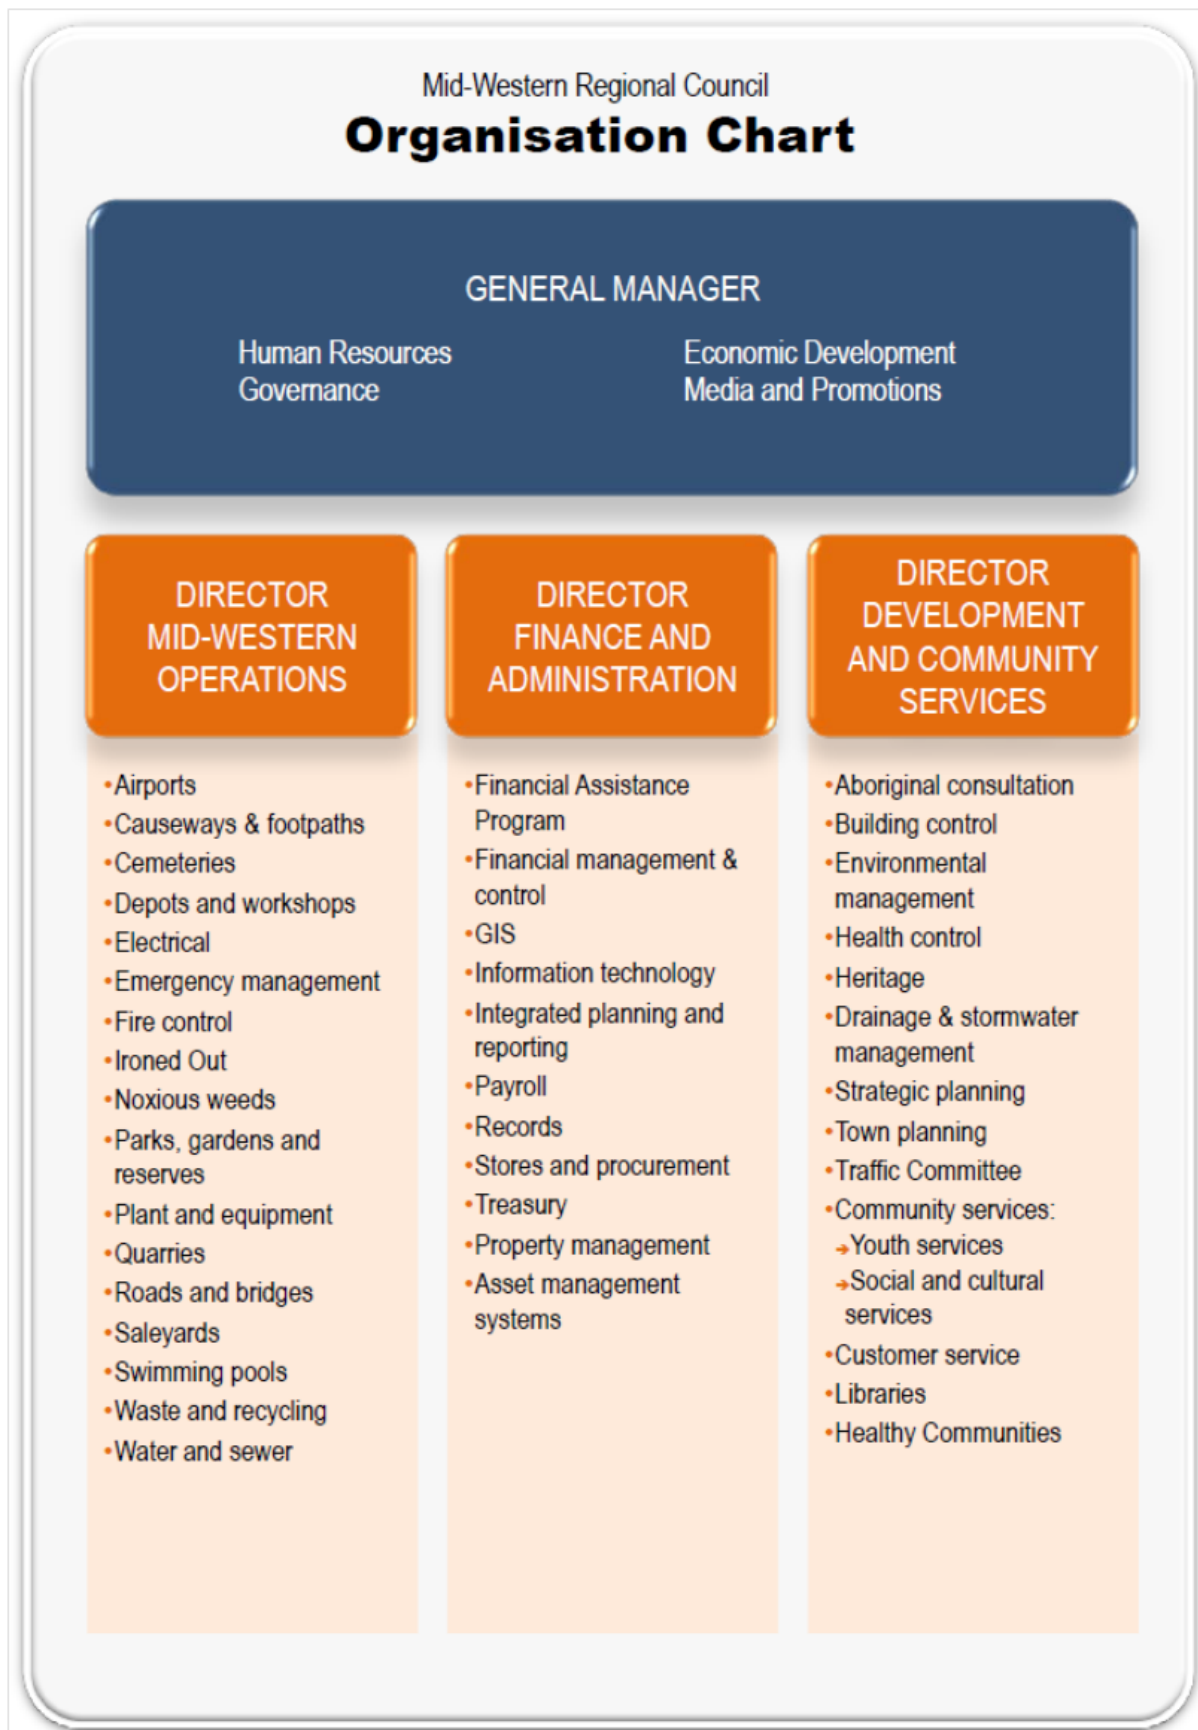 Mid-Western Regional Council
Organisation Chart
GENERAL MANAGER
Human Resources
Governance
Economic Development
Media and Promotions
DIRECTOR
MID-WESTERN
OPERATIONS
•Airports
•Causeways & footpaths
•Cemeteries
•Depots and workshops
•Electrical
•Emergency management
•Fire control
•Ironed Out
•Noxious weeds
•Parks, gardens and
reserves
•Plant and equipment
•Quarries
•Roads and bridges
•Saleyards
•Swimming pools
•Waste and recycling
•Water and sewer
DIRECTOR
FINANCE AND
ADMINISTRATION
•Financial Assistance
Program
•Financial management &
control
•GIS
•Information technology
•Integrated planning and
reporting
•Payroll
•Records
•Stores and procurement
•Treasury
•Property management
•Asset management
systems
DIRECTOR
DEVELOPMENT
AND COMMUNITY
SERVICES
•Aboriginal consultation
•Building control
•Environmental
management
•Health control
•Heritage
•Drainage & stormwater
management
•Strategic planning
•Town planning
•Traffic Committee
•Community services:
➔Youth services
➔Social and cultural
services
•Customer service
•Libraries
•Healthy Communities